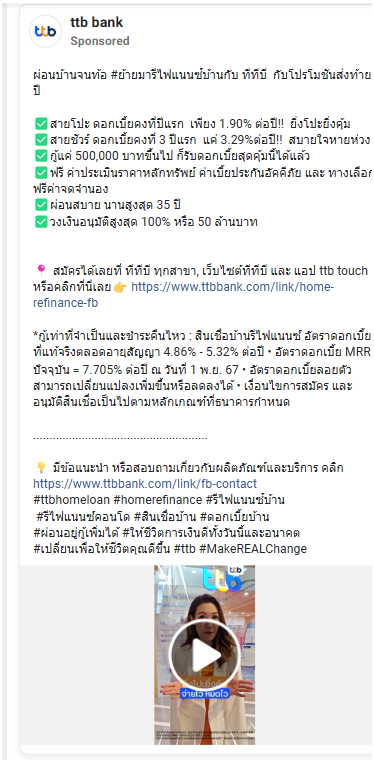 ttb
ttb bank
Sponsored
ผ่อนบ้านจนท้อ #ย้ายมารีไฟแนนซ์บ้านกับ ทีทีบี กับโปรโมชันส่งท้าย
ปี
✅สายโปะ ดอกเบี้ยคงที่ปีแรก เพียง 1.90% ต่อปี!! ยิ่งโปะยิ่งคุ้ม
✅สายชัวร์ ดอกเบี้ยคงที่ 3 ปีแรก แค่ 3.29%ต่อปี!! สบายใจหายห่วง
✅กู้แค่ 500,000 บาทขึ้นไป ก็รับดอกเบี้ยสุดคุ้มนี้ได้แล้ว
✅ฟรี ค่าประเมินราคาหลักทรัพย์ ค่าเบี้ยประกันอัคคีภัย และ ทางเลือก
ฟรีค่าจดจำนอง
✅ผ่อนสบาย นานสูงสุด 35 ปี
✅วงเงินอนุมัติสูงสุด 100% หรือ 50 ล้านบาท
📍 สมัครได้เลยที่ ทีทีบี ทุกสาขา, เว็บไซต์ทีทีบี และ แอป ttb touch
หรือคลิกที่นี่เลย👉 https://www.ttbbank.com/link/home-
refinance-fb
*กู้เท่าที่จำเป็นและชำระคืนไหว : สินเชื่อบ้านรีไฟแนนซ์ อัตราดอกเบี้ย
ที่แท้จริงตลอดอายุสัญญา 4.86% - 5.32% ต่อปี • อัตราดอกเบี้ย MRR
ปัจจุบัน = 7.705% ต่อปี ณ วันที่ 1 พ.ย. 67 • อัตราดอกเบี้ยลอยตัว
สามารถเปลี่ยนแปลงเพิ่มขึ้นหรือลดลงได้ • เงื่อนไขการสมัคร และ
อนุมัติสินเชื่อเป็นไปตามหลักเกณฑ์ที่ธนาคารกำหนด
......................................................
💡 มีข้อแนะนำ หรือสอบถามเกี่ยวกับผลิตภัณฑ์และบริการ คลิก
https://www.ttbbank.com/link/fb-contact
#ttbhomeloan #homerefinance #รีไฟแนนซ์บ้าน
#รีไฟแนนซ์คอนโด #สินเชื่อบ้าน #ดอกเบี้ยบ้าน
#ผ่อนอยู่กู้เพิ่มได้ #ให้ชีวิตการเงินดีทั้งวันนี้และอนาคต
#เปลี่ยนเพื่อให้ชีวิตคุณดีขึ้น #ttb #MakeREALChange
ttb
ttb
จ่ายไว หมดไว